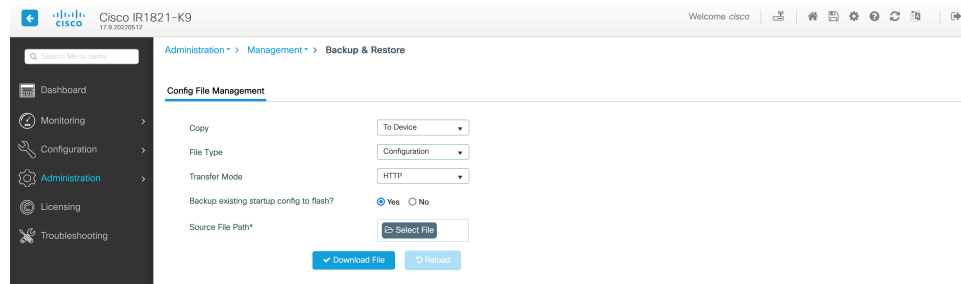 CISCO
Cisco IR1821-K9
17.9.20220512
Welcome cisco
Search Menu Items
Dashboard
Monitoring
Configuration
Administration
Licensing
Troubleshooting
Administration > Management > Backup & Restore
Config File Management
Copy To Device
File Type Configuration
Transfer Mode HTTP
Backup existing startup config to flash? Yes No
Source File Path* Select File
Download File Reload